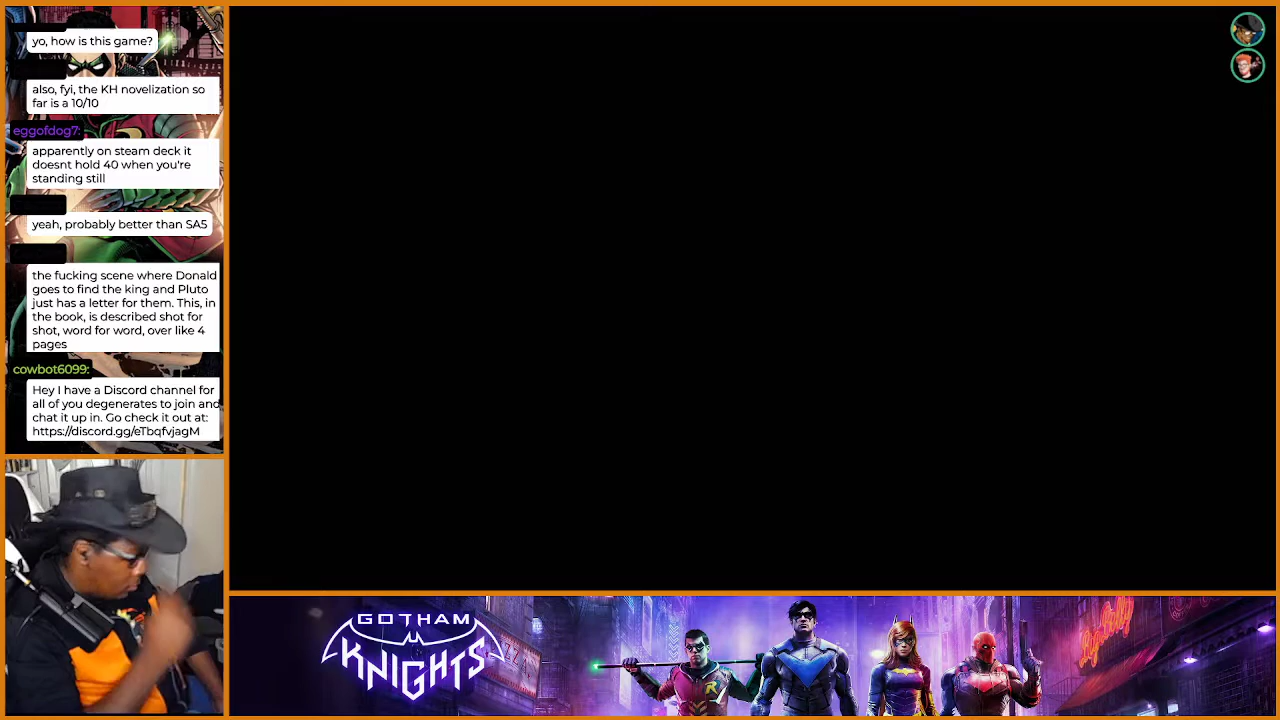 yo, how is this game?
also, fyi, the KH novelization so
far is a 10/10
eggofdog7:
apparently on steam deck it
doesnt hold 40 when you're
standing still
yeah, probably better than SA5
the fucking scene where Donald
goes to find the king and Pluto
just has a letter for them. This, in
the book, is described shot for
shot, word for word, over like 4
pages
cowbot6099:
Hey I have a Discord channel for
all of you degenerates to join and
chat it up in. Go check it out at:
https://discord.gg/eTbqfvjagM
GOTHAM
KNIGHTS
R